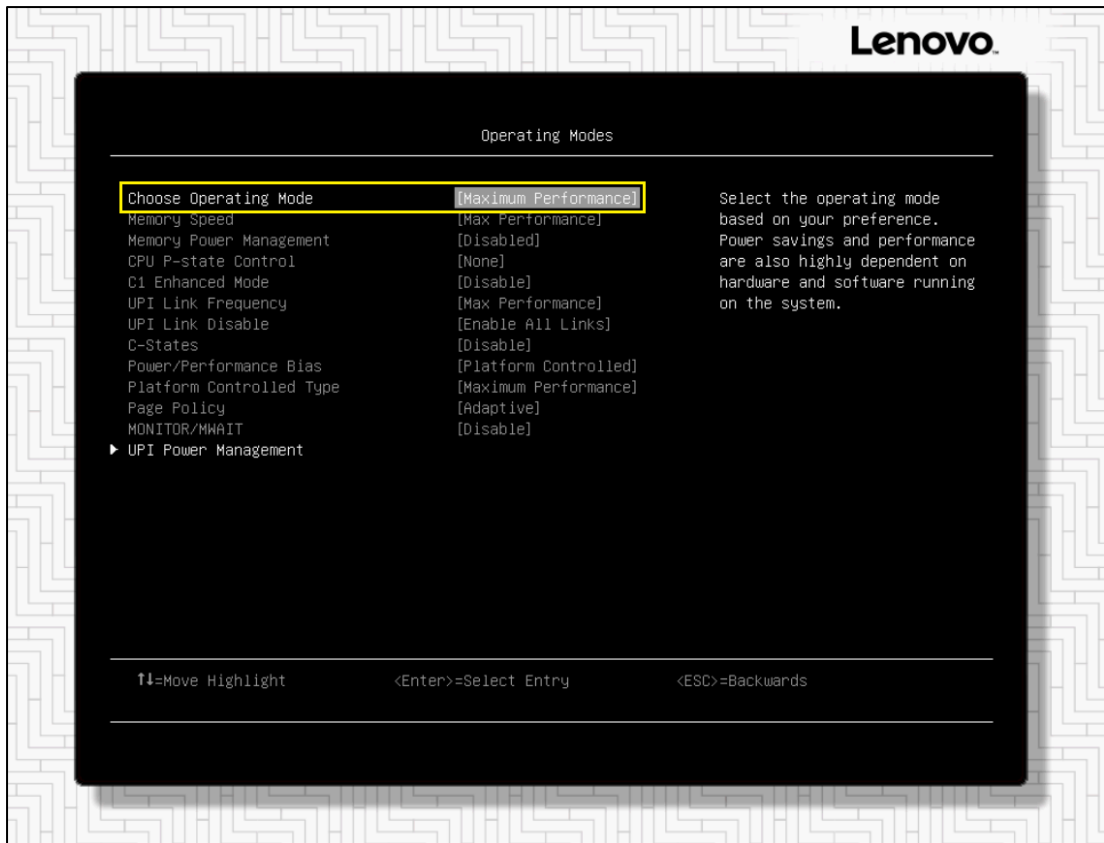 Lenovo
Operating Modes
Choose Operating Mode [Maximum Performance]
Memory Speed [Max Performance]
Memory Power Management [Disabled]
CPU P-state Control [None]
C1 Enhanced Mode [Disable]
UPI Link Frequency [Max Performance]
UPI Link Disable [Enable All Links]
C-States [Disable]
Power/Performance Bias [Platform Controlled]
Platform Controlled Type [Maximum Performance]
Page Policy [Adaptive]
MONITOR/MWAIT [Disable]
▶ UPI Power Management
Select the operating mode
based on your preference.
Power savings and performance
are also highly dependent on
hardware and software running
on the system.
↑↓=Move Highlight <Enter>=Select Entry <ESC>=Backwards